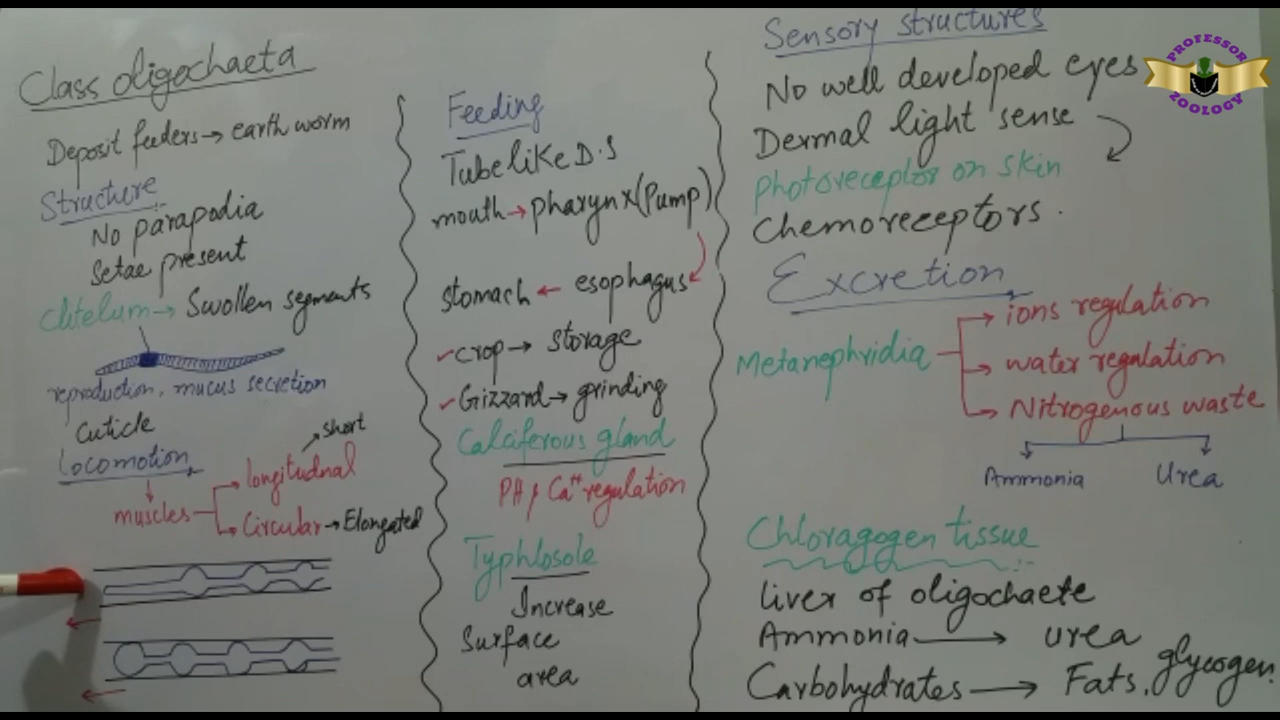 Class oligochaeta
Deposit feeders → earth worm
Structure
No parapodia
Setae present
Clitelum → Swollen segments
reproduction, mucus secretion
Cuticle
Locomotion
muscles
longitudnal
short
Circular → Elongated
Feeding
Tube like D.S
mouth → pharynx (Pump)
stomach ← esophagus
✓ crop → storage
✓ Gizzard → grinding
Calciferous gland
PH & Ca++ regulation
Typhlosole
Increase
Surface
area
Sensory structures
No well developed eyes
Dermal light sense
photoreceptor on skin
Chemoreceptors.
Excretion
Metanephridia
ions regulation
water regulation
Nitrogenous waste
Ammonia
Urea
Chloragogen tissue
liver of oligochaete
Ammonia → urea
Carbohydrates → Fats, glycogen.
PROFESSOR
ZOOLOGY